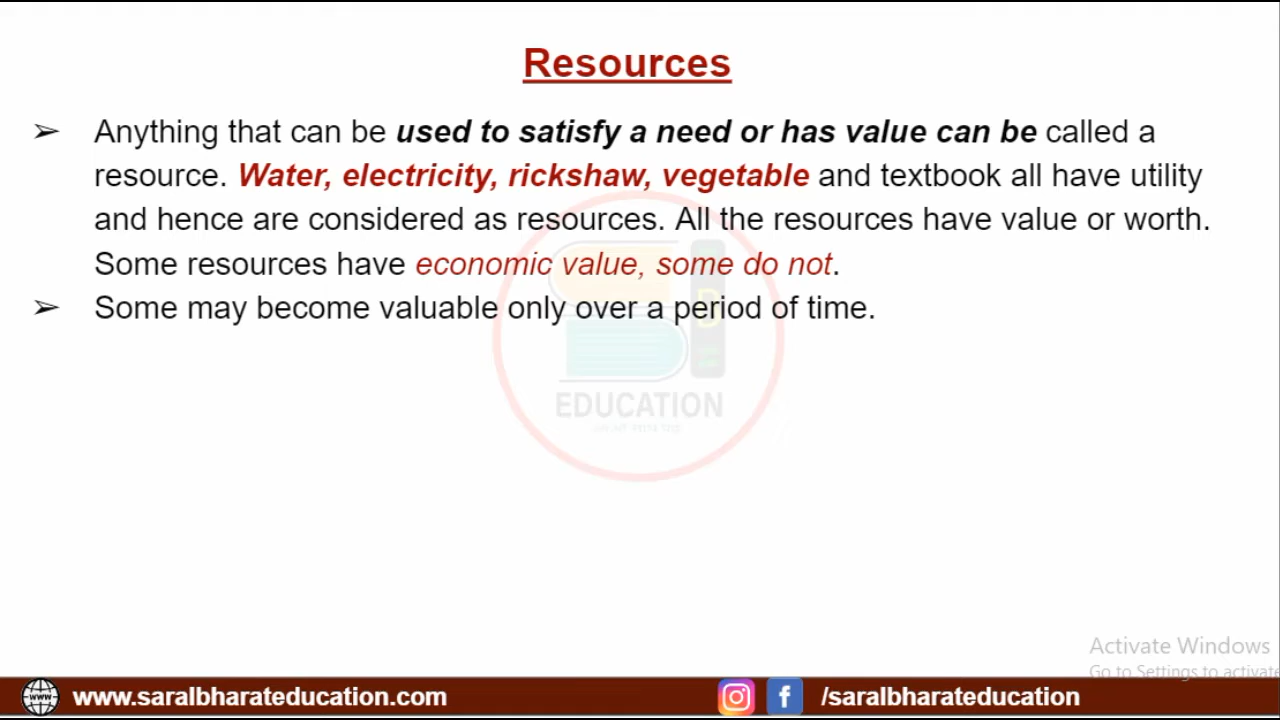 Resources
➢ Anything that can be used to satisfy a need or has value can be called a
resource. Water, electricity, rickshaw, vegetable and textbook all have utility
and hence are considered as resources. All the resources have value or worth.
Some resources have economic value, some do not.
➢ Some may become valuable only over a period of time.
EDUCATION
Activate Windows
Go to Settings to activate
www.saralbharateducation.com
/saralbharateducation